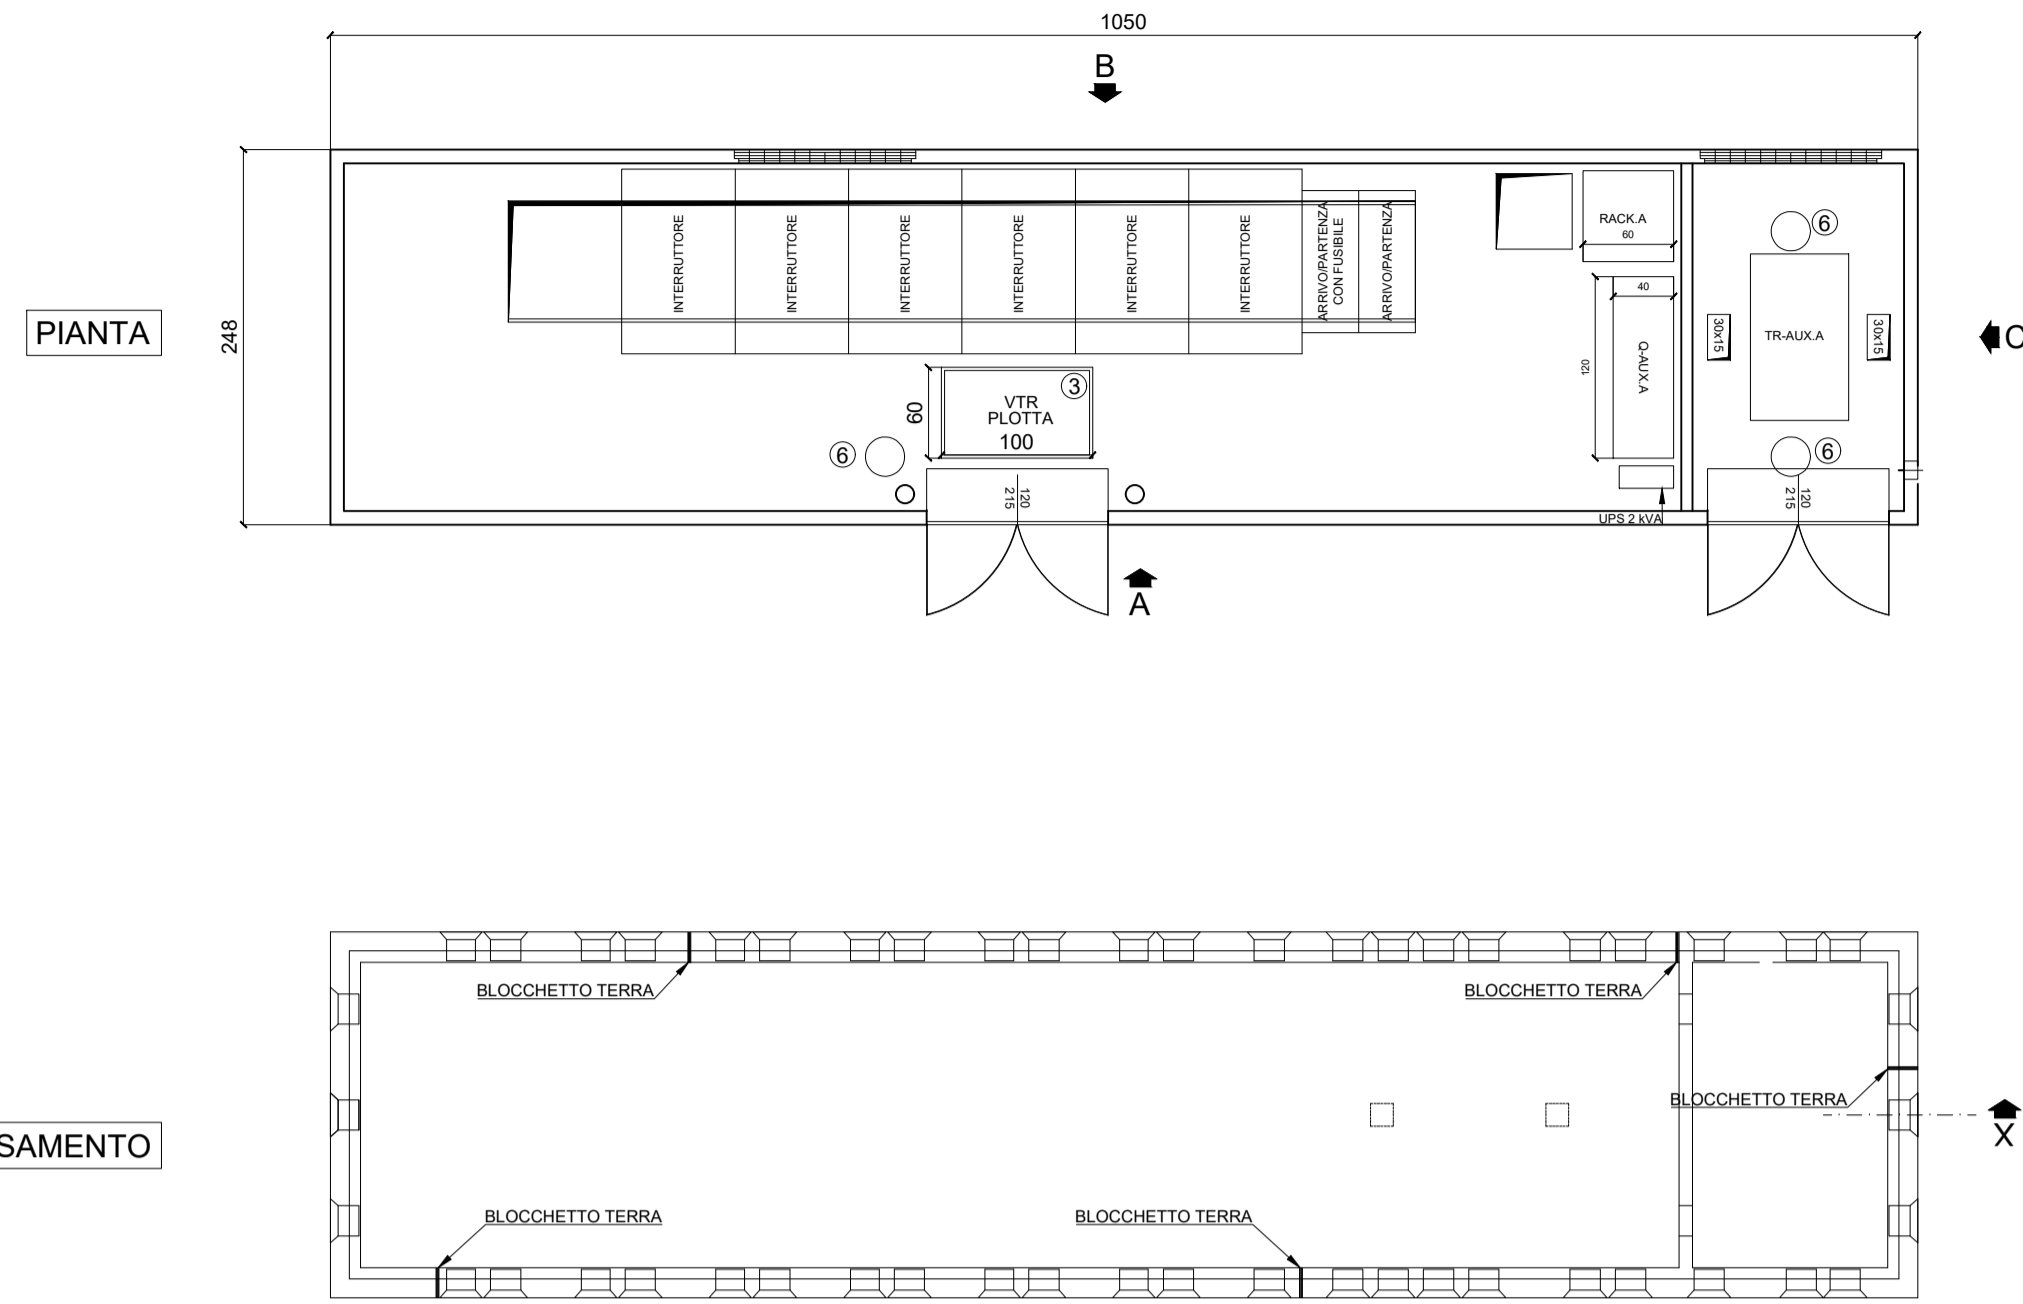 1050
B
PIANTA
248
INTERRUTTORE
INTERRUTTORE
INTERRUTTORE
INTERRUTTORE
INTERRUTTORE
INTERRUTTORE
ARRIVO/PARTENZA
CON FUSIBILE
ARRIVO/PARTENZA
RACK.A
60
40
120
Q-AUX.A
UPS 2 kVA
6
30x15
TR-AUX.A
30x15
6
C
60
VTR
PLOTTA
100
3
6
120
215
120
215
A
BLOCCHETTO TERRA
BLOCCHETTO TERRA
BLOCCHETTO TERRA
SAMENTO
X
BLOCCHETTO TERRA
BLOCCHETTO TERRA